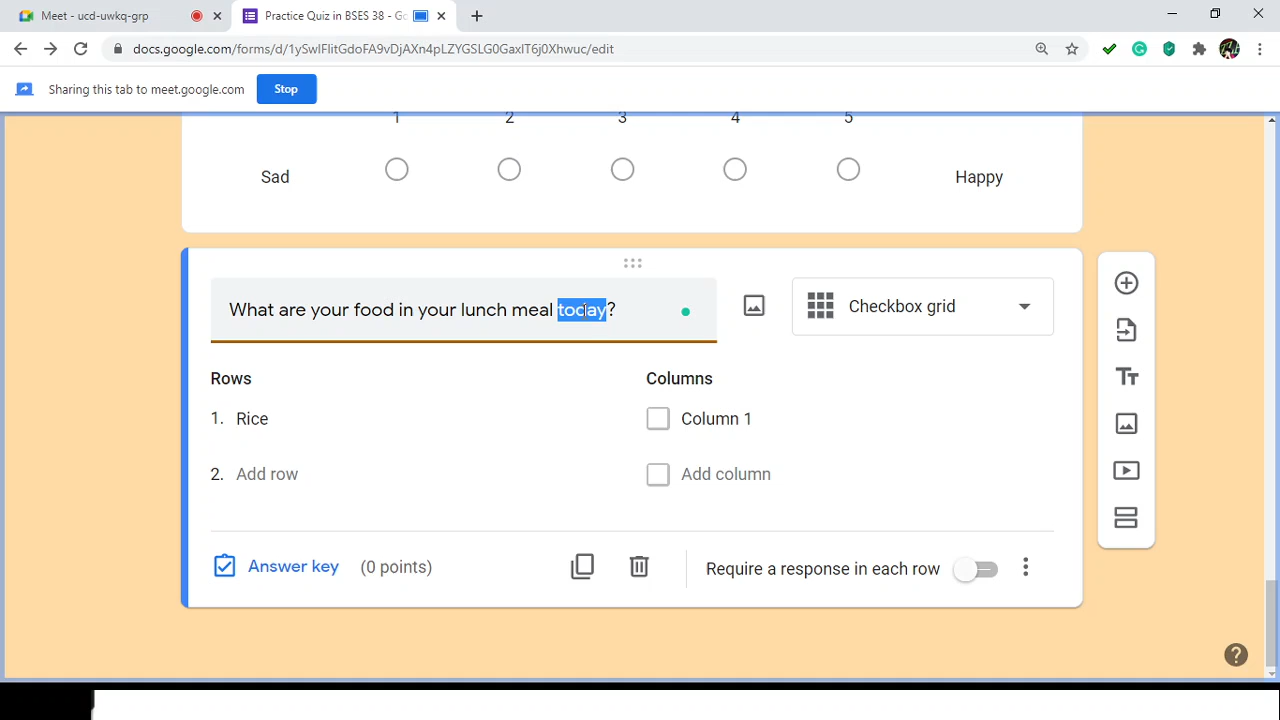 Meet - ucd-uwkq-grp
Practice Quiz in BSES 38 - Go
docs.google.com/forms/d/1ySwIFlitGdoFA9vDjAXn4pLZYGSLG0GaxlT6j0Xhwuc/edit
Sharing this tab to meet.google.com
Stop
1 2 3 4 5
Sad Happy
What are your food in your lunch meal today?
Checkbox grid
Rows Columns
1. Rice Column 1
2. Add row Add column
Answer key (0 points) Require a response in each row